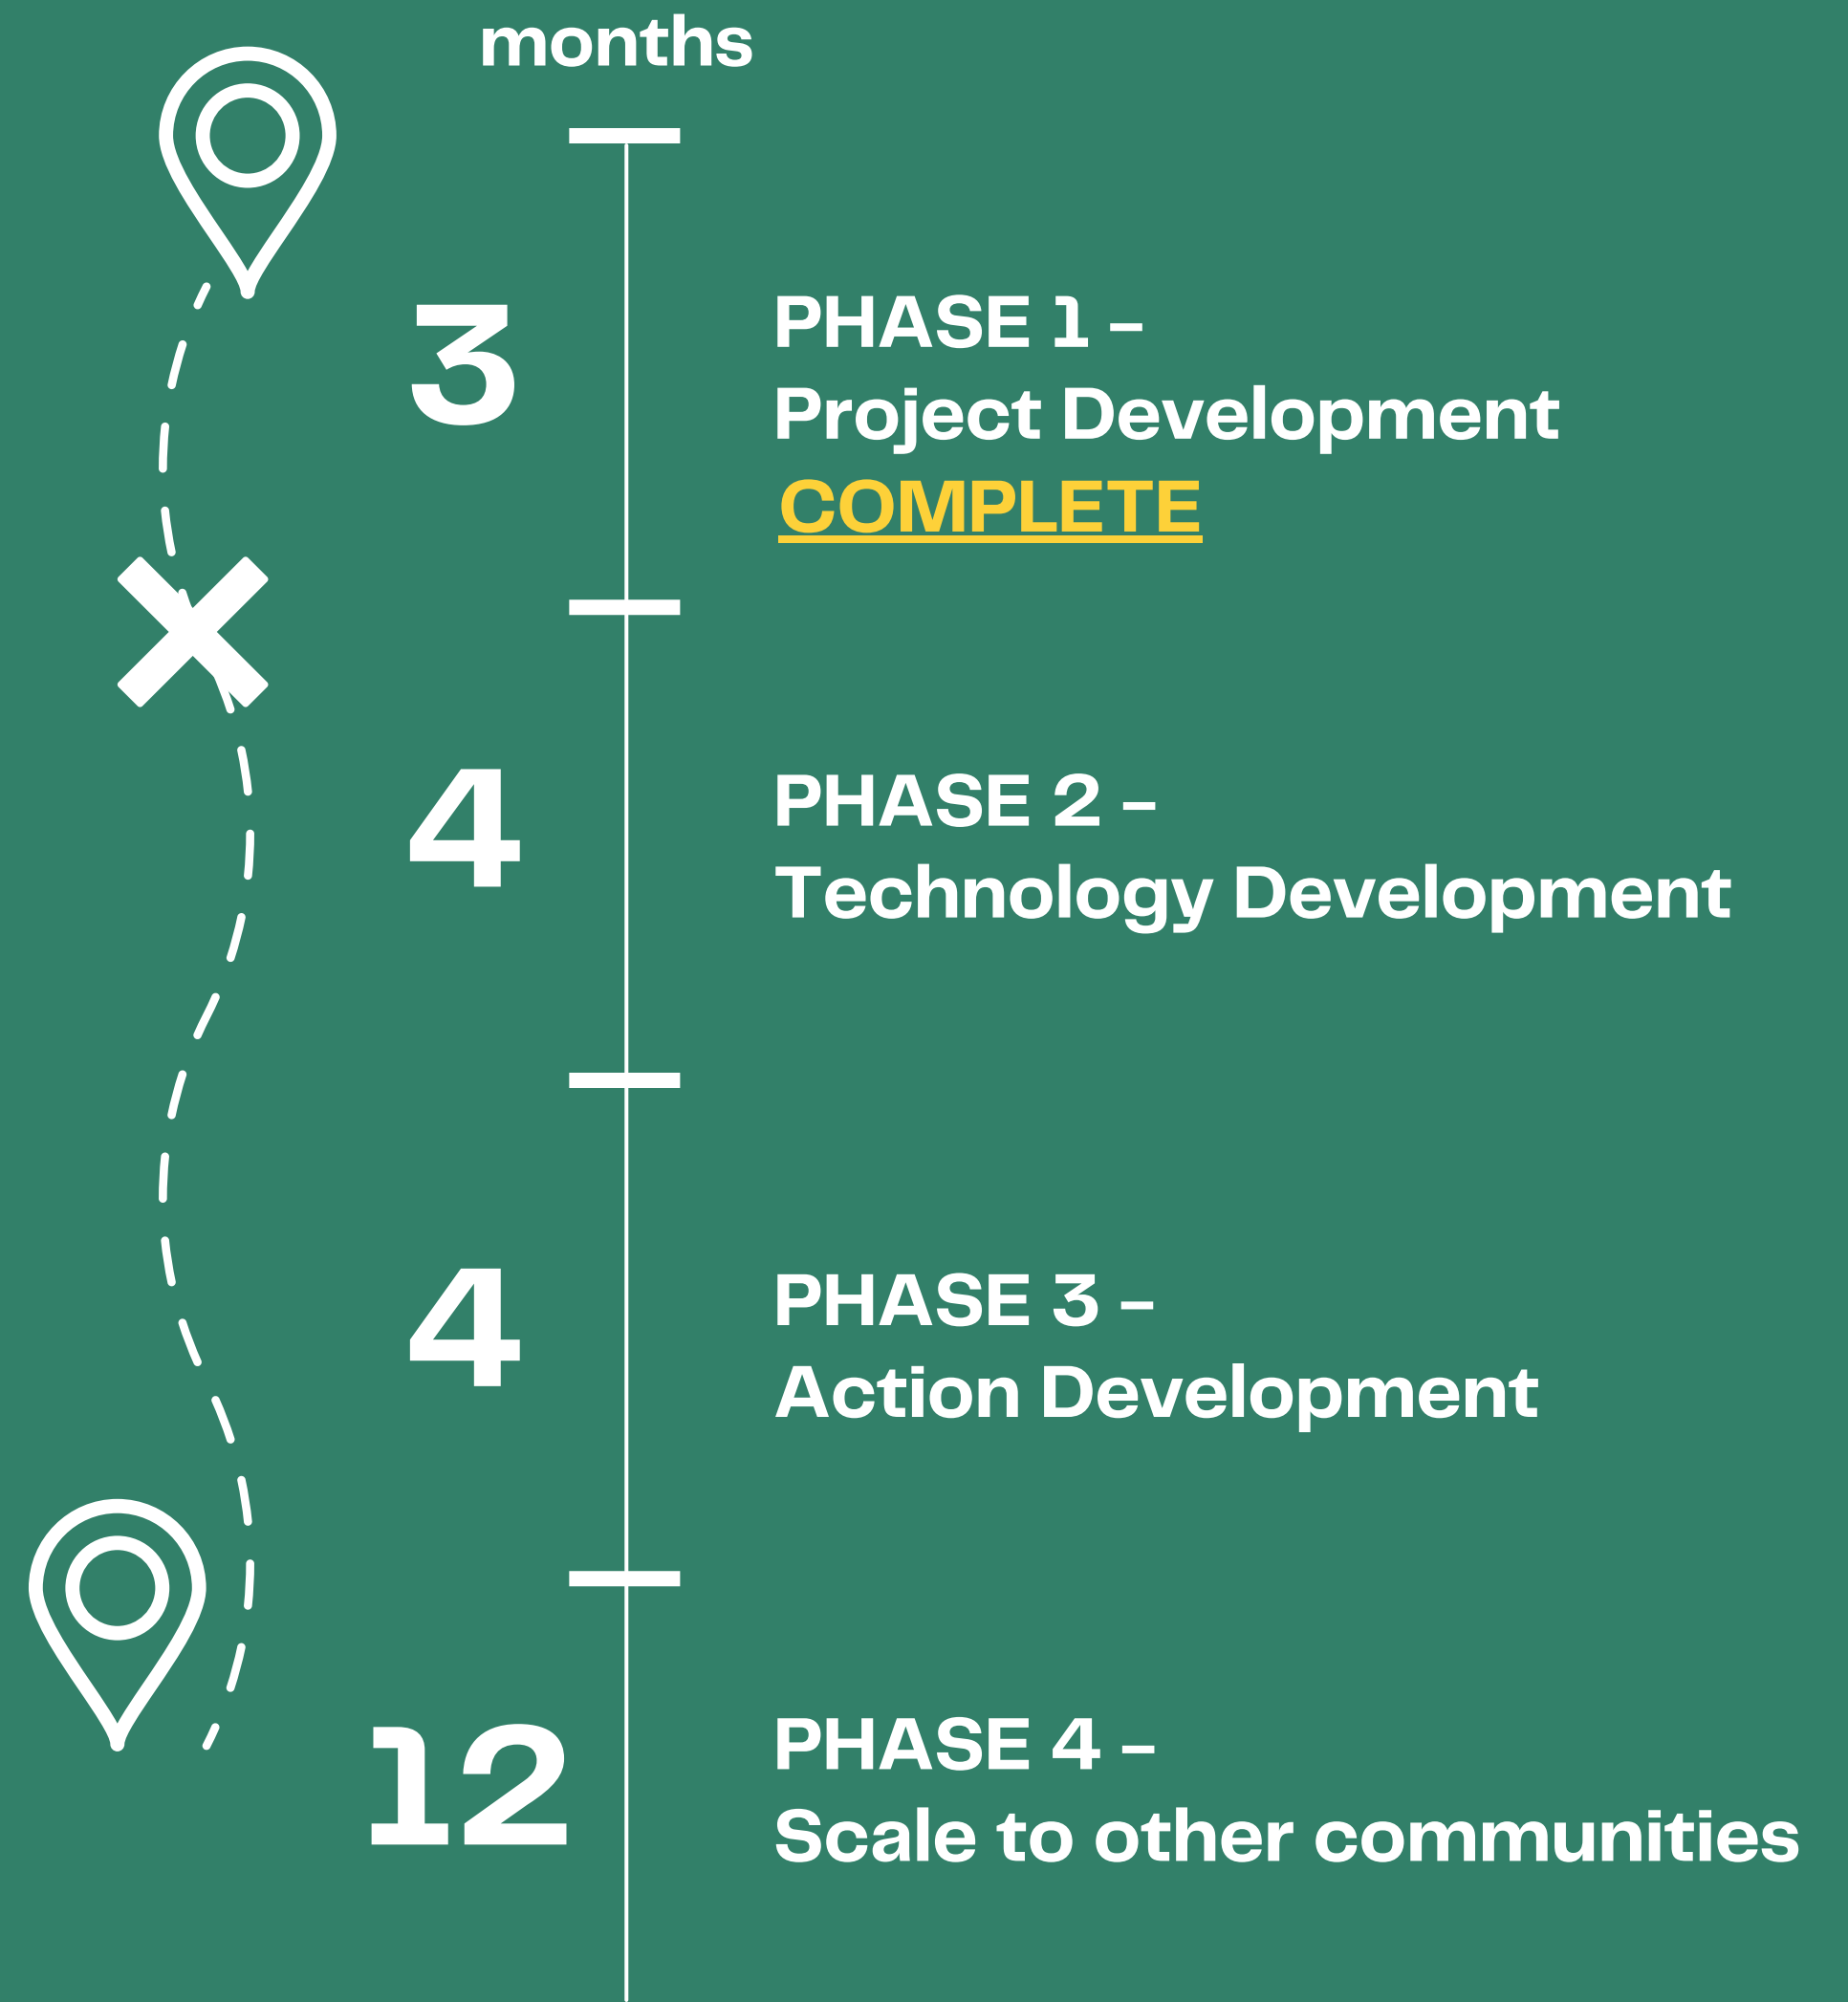 months
3
PHASE 1 –
Project Development
COMPLETE
4
PHASE 2 –
Technology Development
4
PHASE 3 –
Action Development
12
PHASE 4 –
Scale to other communities